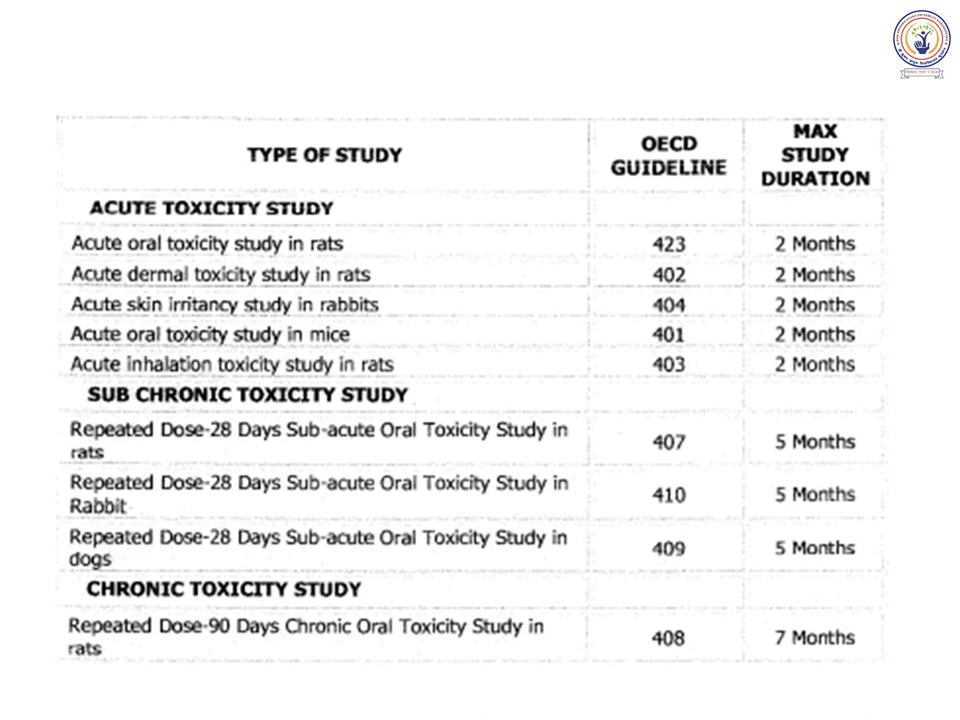 TYPE OF STUDY OECD GUIDELINE MAX STUDY DURATION
ACUTE TOXICITY STUDY
Acute oral toxicity study in rats 423 2 Months
Acute dermal toxicity study in rats 402 2 Months
Acute skin irritancy study in rabbits 404 2 Months
Acute oral toxicity study in mice 401 2 Months
Acute inhalation toxicity study in rats 403 2 Months
SUB CHRONIC TOXICITY STUDY
Repeated Dose-28 Days Sub-acute Oral Toxicity Study in
rats 407 5 Months
Repeated Dose-28 Days Sub-acute Oral Toxicity Study in
Rabbit 410 5 Months
Repeated Dose-28 Days Sub-acute Oral Toxicity Study in
dogs 409 5 Months
CHRONIC TOXICITY STUDY
Repeated Dose-90 Days Chronic Oral Toxicity Study in
rats 408 7 Months